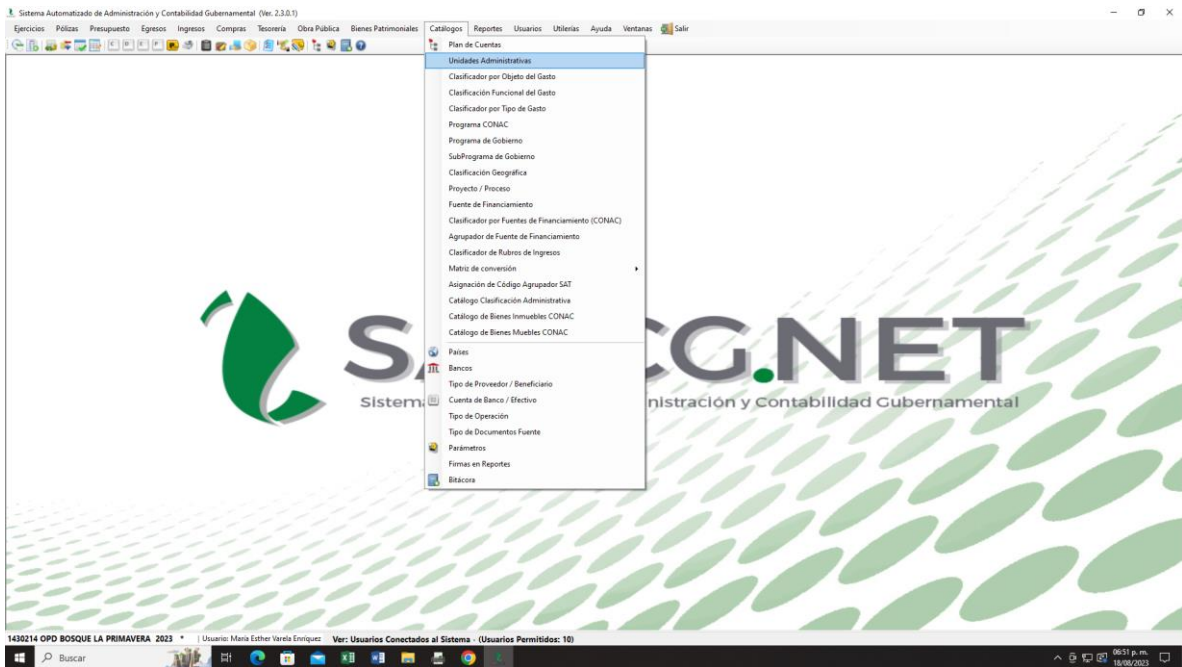 Sistema Automatizado de Administración y Contabilidad Gubernamental (Ver. 2.3.0.1)
Ejercicios Pólizas Presupuesto Egresos Ingresos Compras Tesorería Obra Pública Bienes Patrimoniales Catálogos Reportes Usuarios Utilerías Ayuda Ventanas Salir
Plan de Cuentas
Unidades Administrativas
Clasificador por Objeto del Gasto
Clasificación Funcional del Gasto
Clasificador por Tipo de Gasto
Programa CONAC
Programa de Gobierno
SubPrograma de Gobierno
Clasificación Geográfica
Proyecto / Proceso
Fuente de Financiamiento
Clasificador por Fuentes de Financiamiento (CONAC)
Agrupador de Fuente de Financiamiento
Clasificador de Rubros de Ingresos
Matriz de conversión
Asignación de Código Agrupador SAT
Catálogo Clasificación Administrativa
Catálogo de Bienes Inmuebles CONAC
Catálogo de Bienes Muebles CONAC
Países
Bancos
Tipo de Proveedor / Beneficiario
Cuenta de Banco / Efectivo
Tipo de Operación
Tipo de Documentos Fuente
Parámetros
Firmas en Reportes
Bitácora
S CG.NET
Sistem nistración y Contabilidad Gubernamental
1430214 OPD BOSQUE LA PRIMAVERA 2023 * | Usuario: María Esther Varela Enríquez Ver: Usuarios Conectados al Sistema - (Usuarios Permitidos: 10)
Buscar
06:51 p. m.
18/08/2023